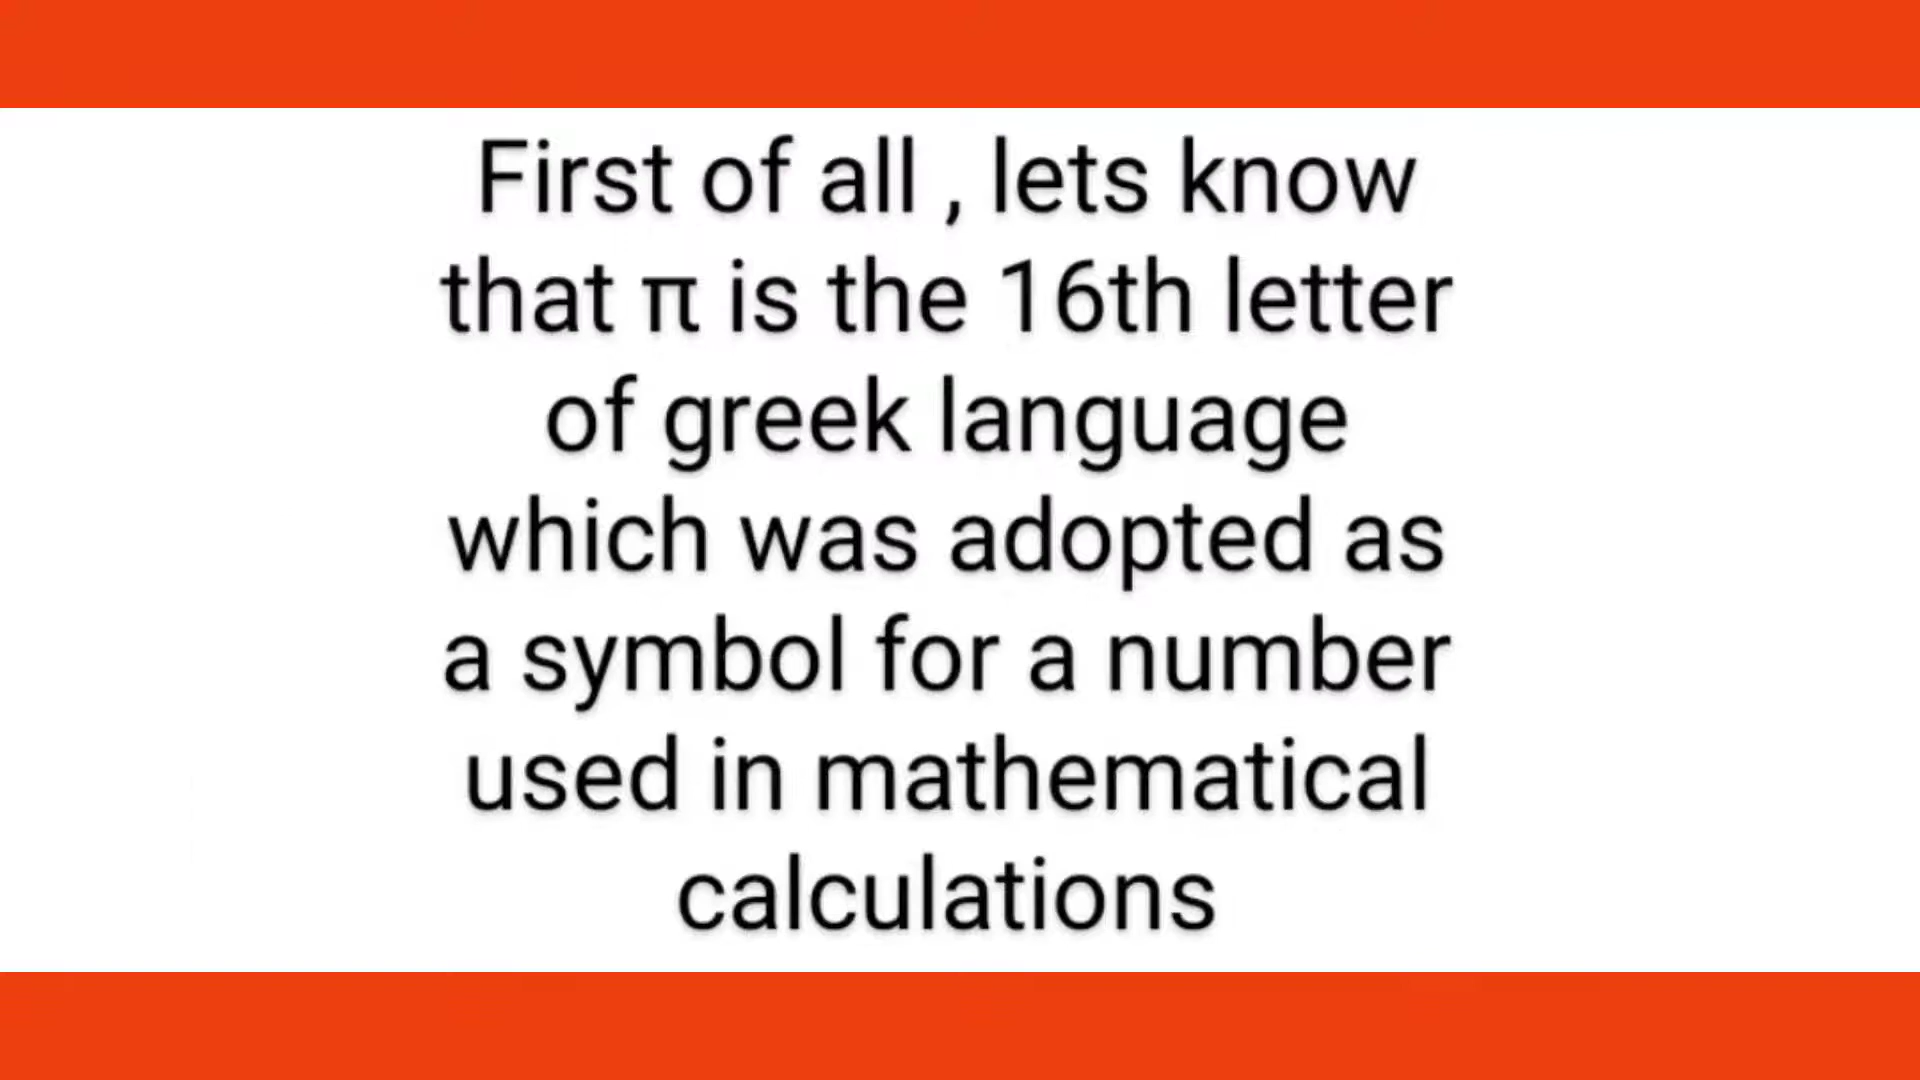 First of all , lets know
that π is the 16th letter
of greek language
which was adopted as
a symbol for a number
used in mathematical
calculations